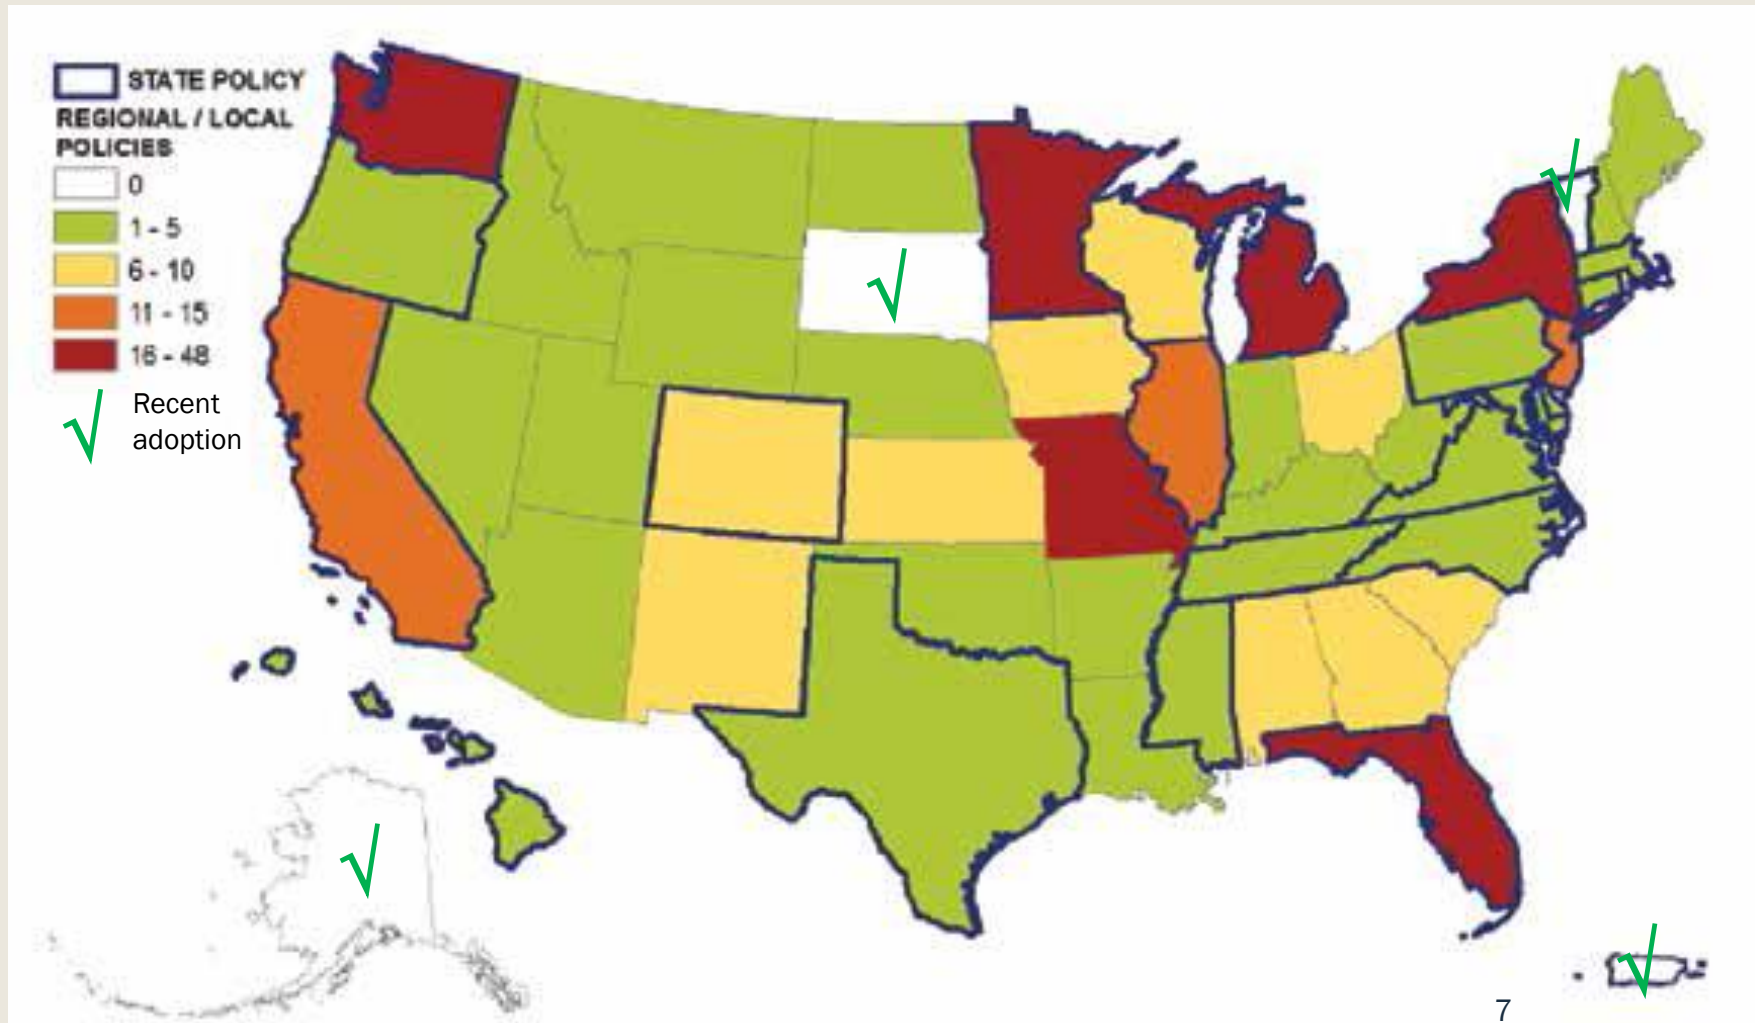 STATE POLICY
REGIONAL / LOCAL
POLICIES
0
1 - 5
6 - 10
11 - 15
16 - 48
Recent
adoption
7